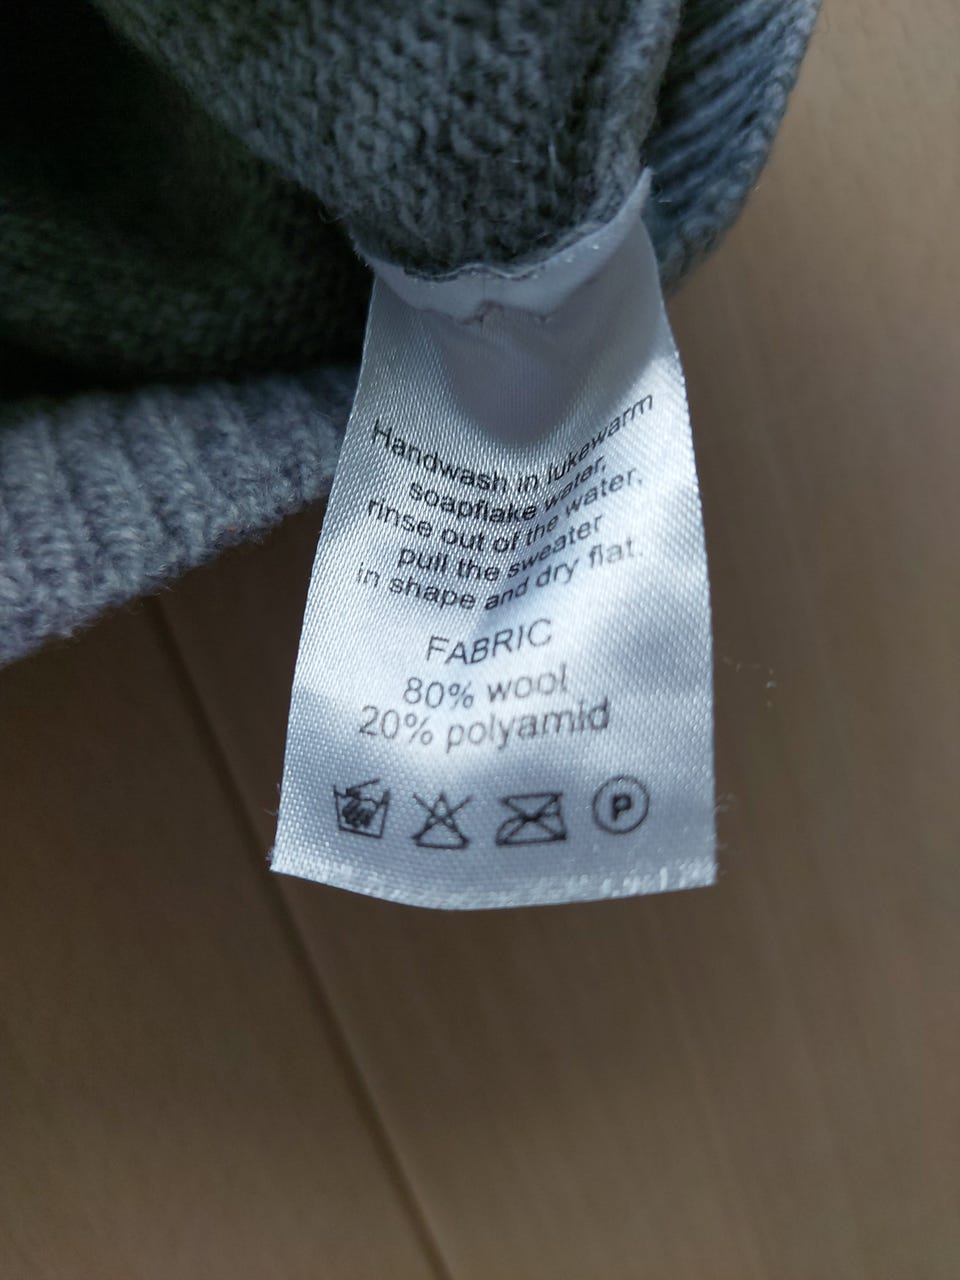 Handwash in lukewarm
soapflake water,
rinse out of the water,
pull the sweater
in shape and dry flat.
FABRIC
80% wool
20% polyamid
P